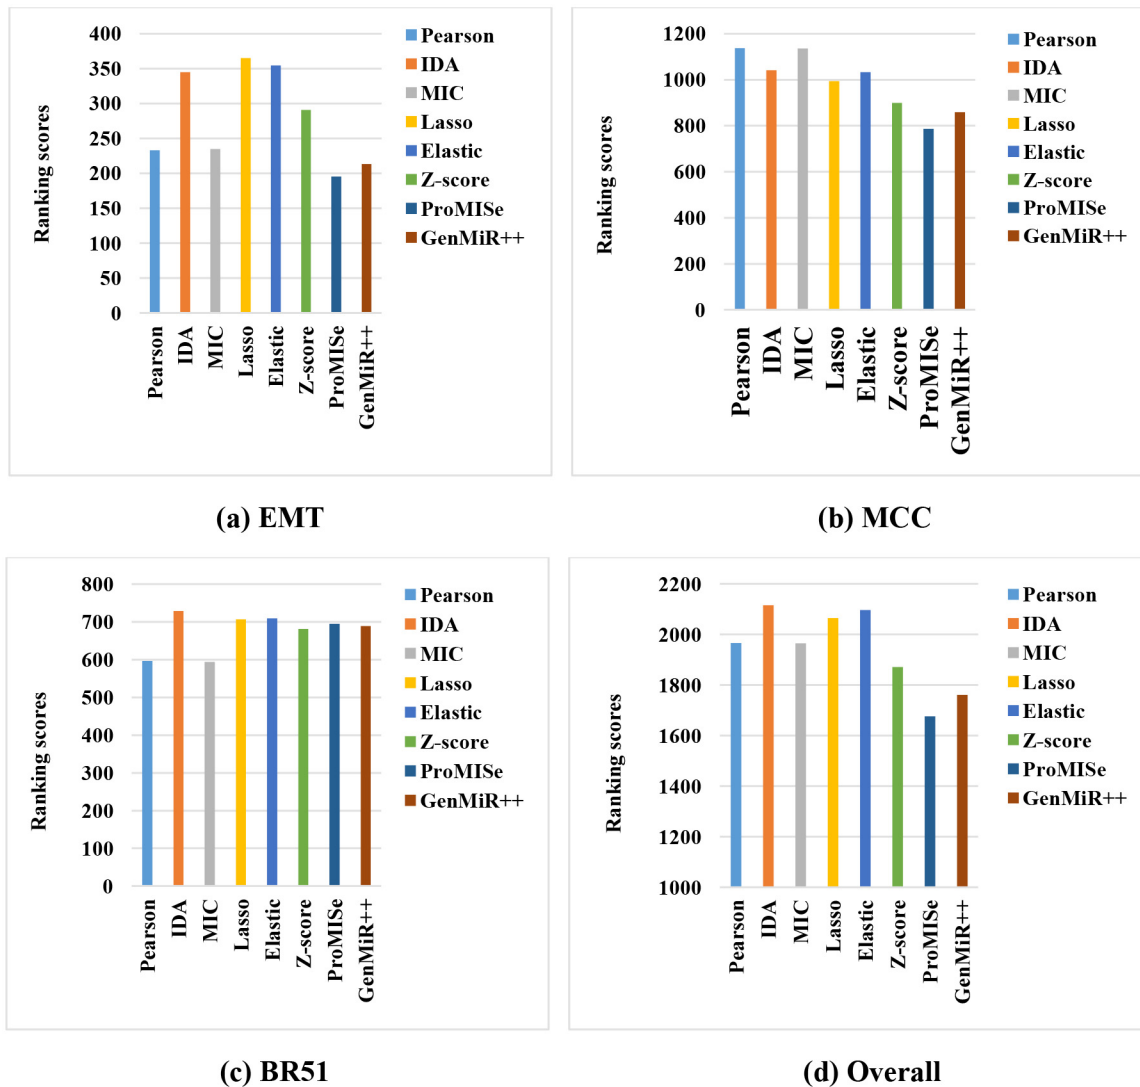 400
350
300
250
200
150
100
50
0
Ranking scores
Pearson
IDA
MIC
Lasso
Elastic
Z-score
ProMISe
GenMiR++
Pearson
IDA
MIC
Lasso
Elastic
Z-score
ProMISe
GenMiR++
(a) EMT
1200
1000
800
600
400
200
0
Ranking scores
Pearson
IDA
MIC
Lasso
Elastic
Z-score
ProMISe
GenMiR++
Pearson
IDA
MIC
Lasso
Elastic
Z-score
ProMISe
GenMiR++
(b) MCC
800
700
600
500
400
300
200
100
0
Ranking scores
Pearson
IDA
MIC
Lasso
Elastic
Z-score
ProMISe
GenMiR++
Pearson
IDA
MIC
Lasso
Elastic
Z-score
ProMISe
GenMiR++
(c) BR51
2200
2000
1800
1600
1400
1200
1000
Ranking scores
Pearson
IDA
MIC
Lasso
Elastic
Z-score
ProMISe
GenMiR++
Pearson
IDA
MIC
Lasso
Elastic
Z-score
ProMISe
GenMiR++
(d) Overall